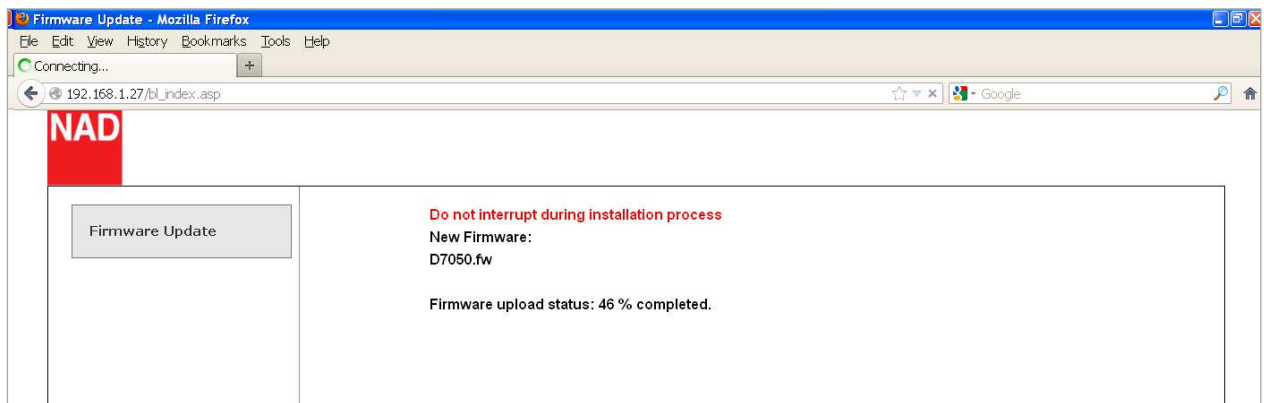 Firmware Update - Mozilla Firefox
File Edit View History Bookmarks Tools Help
Connecting... +
192.168.1.27/bl_index.asp Google
NAD
Firmware Update
Do not interrupt during installation process
New Firmware:
D7050.fw
Firmware upload status: 46 % completed.